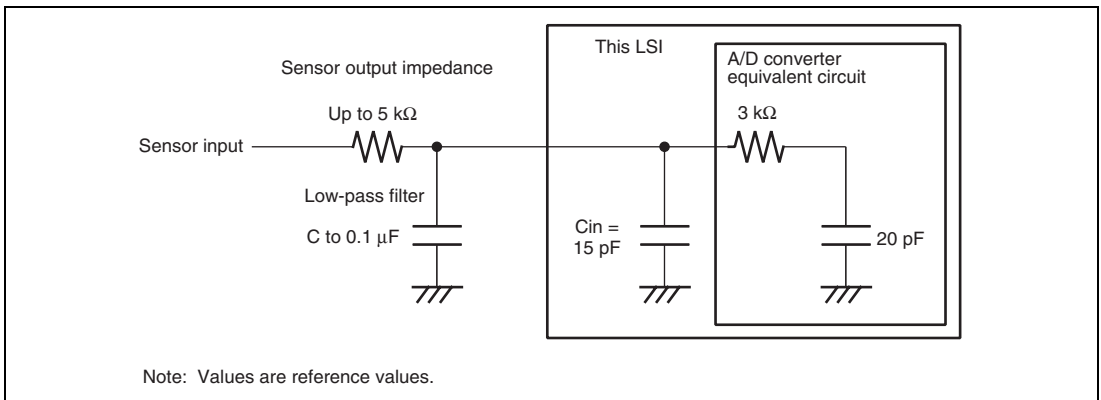 This LSI
A/D converter
equivalent circuit
Sensor output impedance
Up to 5 kΩ
3 kΩ
Sensor input
Low-pass filter
C to 0.1 μF
Cin =
15 pF
20 pF
Note: Values are reference values.